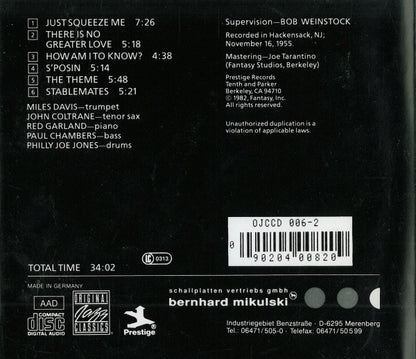 1 JUST SQUEEZE ME 7:26
2 THERE IS NO
GREATER LOVE 5:18
3 HOW AM I TO KNOW? 4:38
4 S'POSIN 5:14
5 THE THEME 5:48
6 STABLEMATES 5:21
MILES DAVIS—trumpet
JOHN COLTRANE—tenor sax
RED GARLAND—piano
PAUL CHAMBERS—bass
PHILLY JOE JONES—drums
Supervision—BOB WEINSTOCK
Recorded in Hackensack, NJ;
November 16, 1955.
Mastering—Joe Tarantino
(Fantasy Studios, Berkeley)
Prestige Records
Tenth and Parker
Berkeley, CA 94710
© 1982, Fantasy, Inc.
All rights reserved.
Unauthorized duplication is a
violation of applicable laws.
OJCCD 006-2
0 90204 00820
LC 0313
TOTAL TIME 34:02
MADE IN GERMANY
AAD
COMPACT
disc
DIGITAL AUDIO
ORIGINAL
Jazz
CLASSICS
Prestige
schallplatten vertriebs gmbh
bernhard mikulski
Industriegebiet Benzstraße · D-6295 Merenberg
Tel.: 06471/505-0 · Telefax: 06471/50599